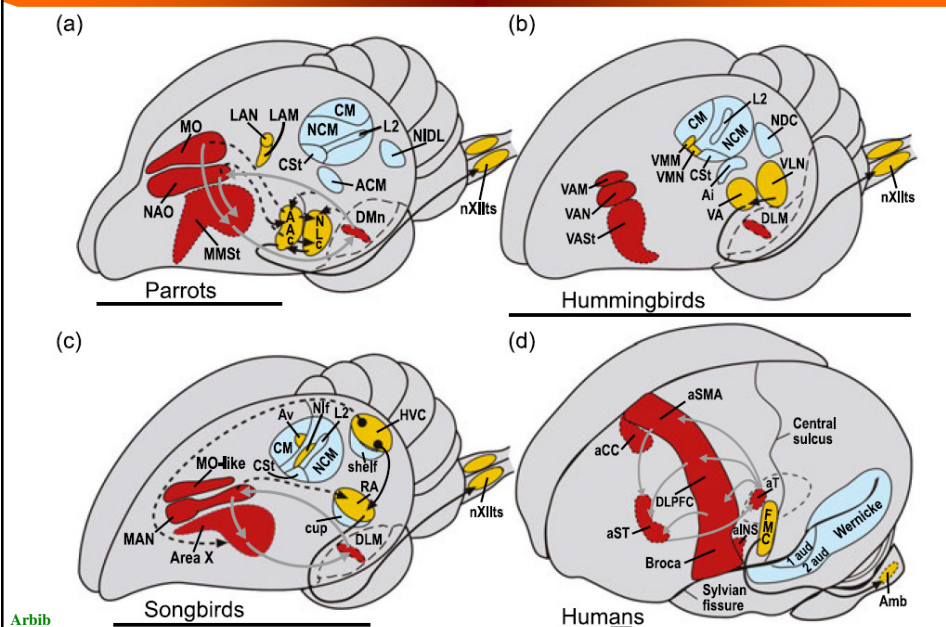 (a)
LAN
LAM
CM
MO
NCM
L2
NIDL
CSt
ACM
NAO
AAc
NLc
DMn
nXIIts
MMSt
Parrots
(b)
L2
CM
NCM
NDC
VMM
VMN
CSt
VLN
Ai
VAM
VA
nXIIts
VAN
DLM
VASt
Hummingbirds
(c)
Av
NIf
L2
HVC
CM
NCM
CSt
shelf
MO-like
RA
MAN
cup
DLM
nXIIts
Area X
Songbirds
(d)
aSMA
Central
sulcus
aCC
aT
DLPFC
FMC
Wernicke
aST
aINS
1 aud
2 aud
Broca
Sylvian
fissure
Amb
Humans
Arbib